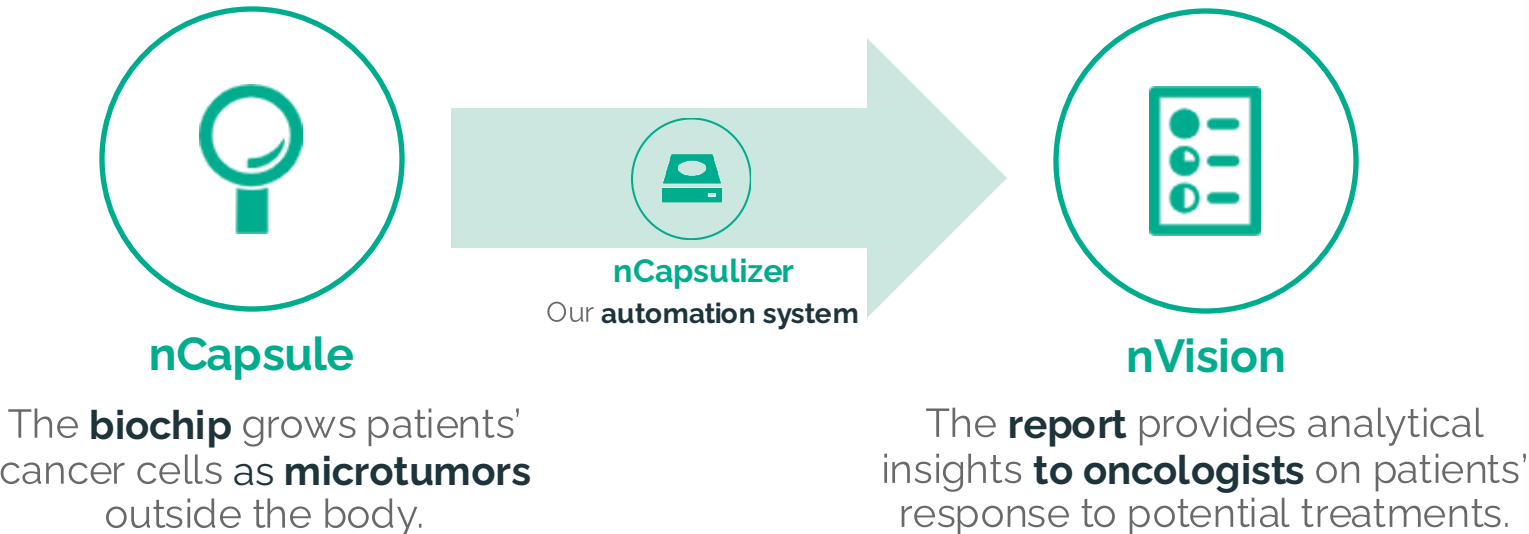 nCapsule
The biochip grows patients’
cancer cells as microtumors
outside the body.
nCapsulizer
Our automation system
nVision
The report provides analytical
insights to oncologists on patients’
response to potential treatments.